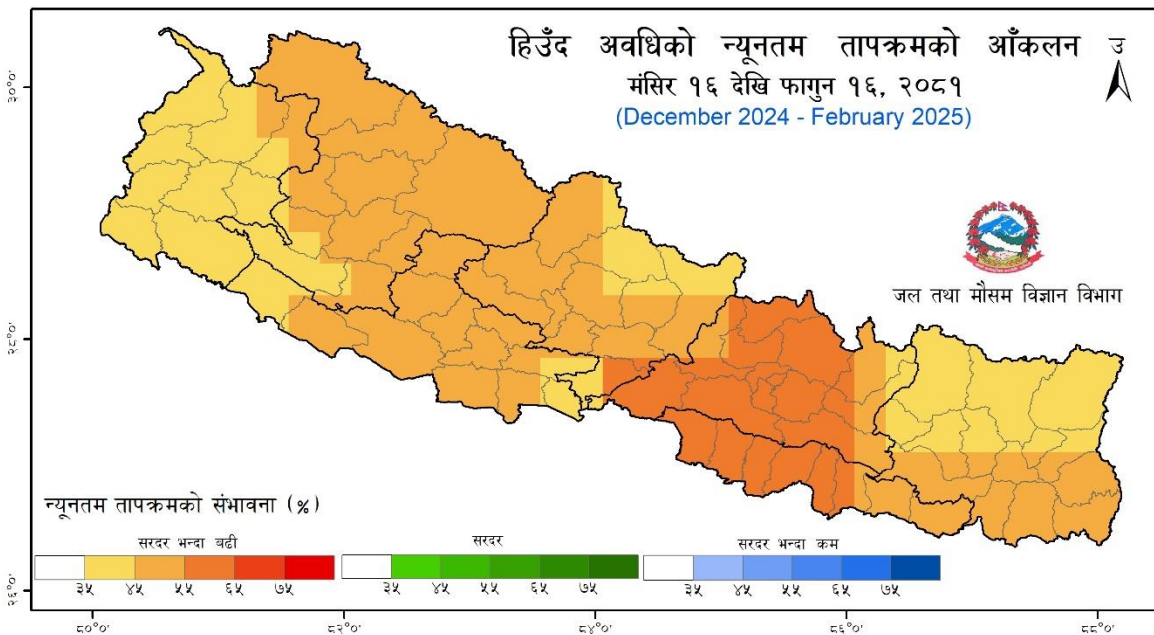 हिउँद अवधिको न्यूनतम तापक्रमको आँकलन
उ
मंसिर १६ देखि फागुन १६, २०८१
(December 2024 - February 2025)
३०°०'
जल तथा मौसम विज्ञान विभाग
२८°०'
न्यूनतम तापक्रमको संभावना (%)
सरदर भन्दा बढी
३५ ४५ ५५ ६५ ७५
सरदर
३५ ४५ ५५ ६५ ७५
सरदर भन्दा कम
३५ ४५ ५५ ६५ ७५
२६°०'
८०°०' ८२°०' ८४°०' ८६°०' ८८°०'